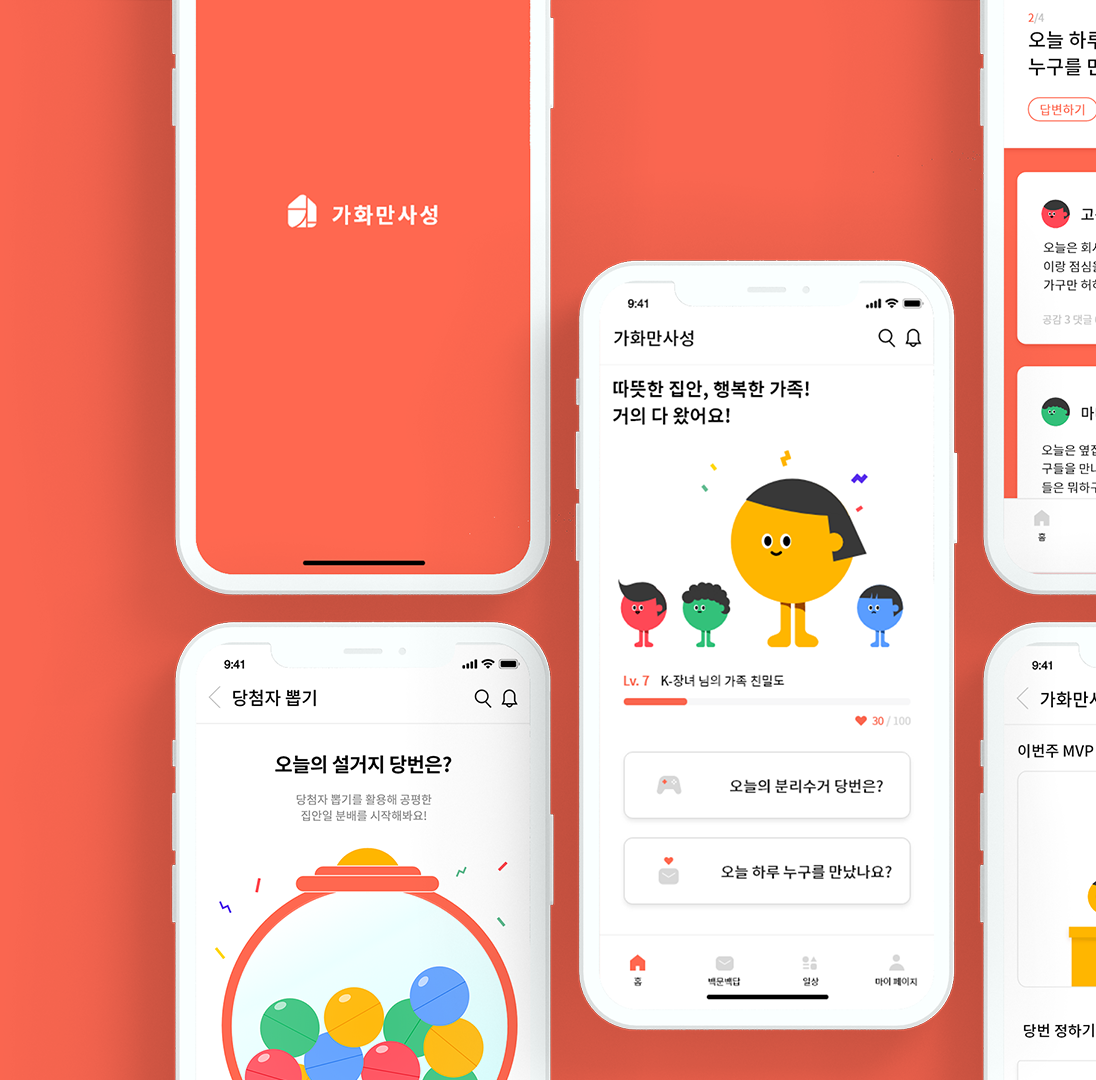 가화만사성
9:41
당첨자 뽑기
오늘의 설거지 당번은?
당첨자 뽑기를 활용해 공평한
집안일 분배를 시작해봐요!
9:41
가화만사성
따뜻한 집안, 행복한 가족!
거의 다 왔어요!
Lv. 7 K-장녀 님의 가족 친밀도
30 / 100
오늘의 분리수거 당번은?
오늘 하루 누구를 만났나요?
홈
백문백답
일상
마이 페이지
2/4
오늘 하루
누구를 만
답변하기
오늘은 회사
이랑 점심을
가구만 허
공감 3 댓글
마
오늘은 옆집
구들을 만나
들은 뭐하구
홈
9:41
가화만사
이번주 MVP
당번 정하기